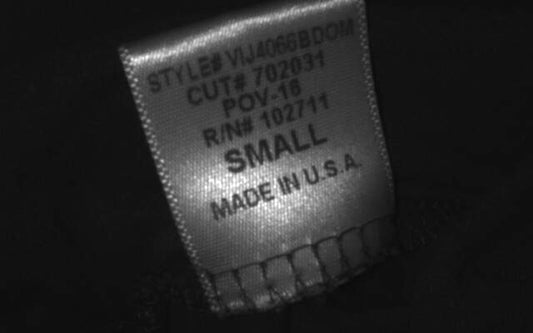 STYLE# VIJ4066BDOM
CUT# 702031
POV-16
R/N# 102711
SMALL
MADE IN U.S.A.